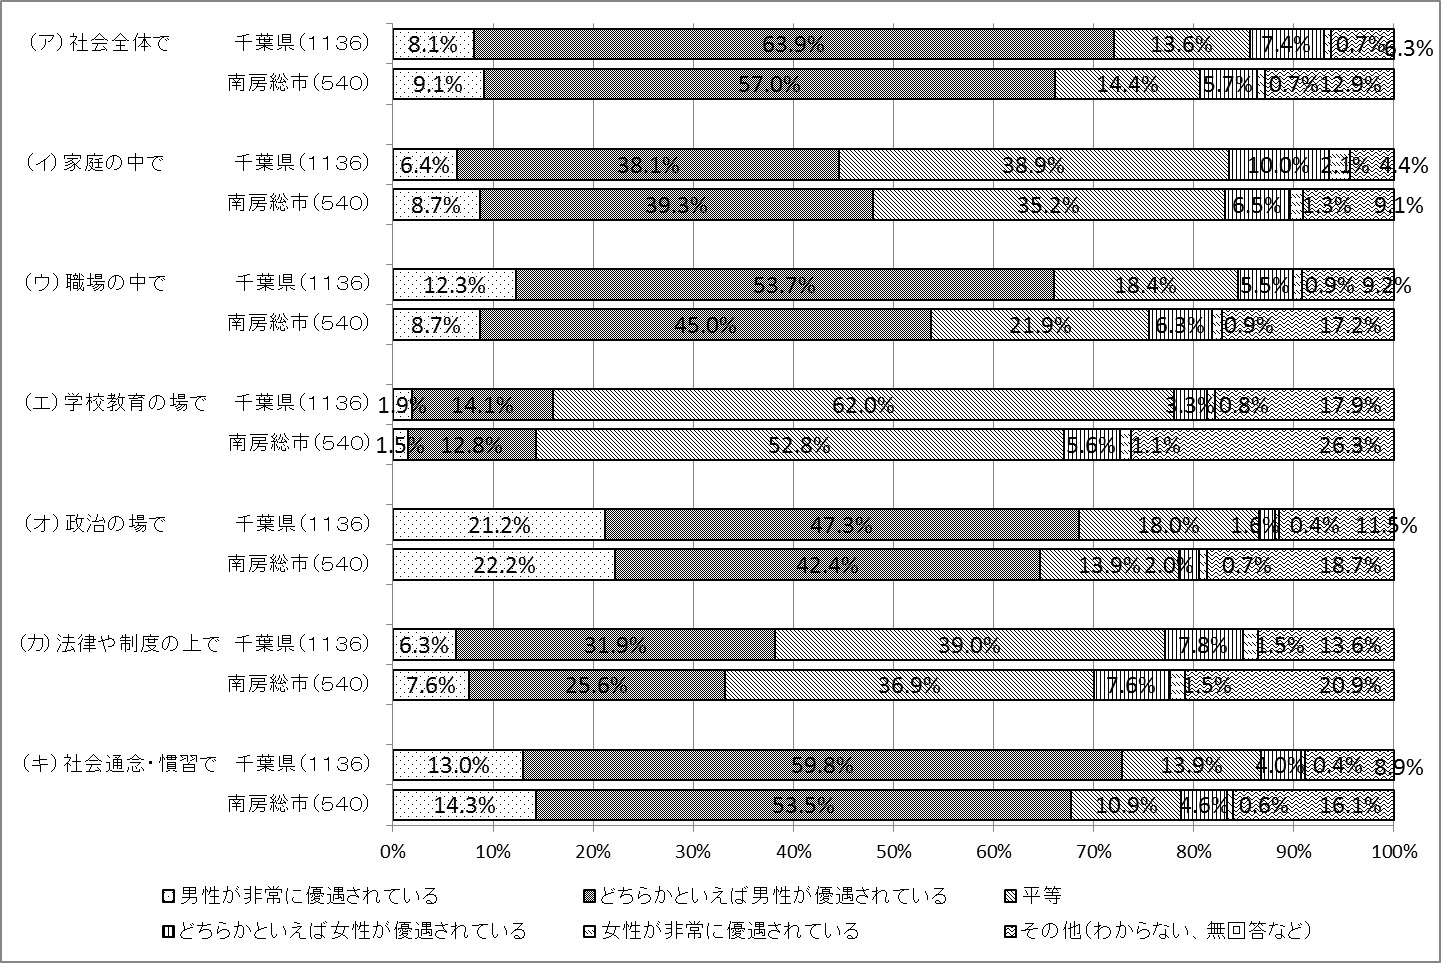 （ア）社会全体で 千葉県（1136） 8.1% 63.9% 13.6% 7.4% 0.7% 6.3%
南房総市（540） 9.1% 57.0% 14.4% 5.7% 0.7% 12.9%
（イ）家庭の中で 千葉県（1136） 6.4% 38.1% 38.9% 10.0% 2.1% 4.4%
南房総市（540） 8.7% 39.3% 35.2% 6.5% 1.3% 9.1%
（ウ）職場の中で 千葉県（1136） 12.3% 53.7% 18.4% 5.5% 0.9% 9.2%
南房総市（540） 8.7% 45.0% 21.9% 6.3% 0.9% 17.2%
（エ）学校教育の場で 千葉県（1136） 1.9% 14.1% 62.0% 3.3% 0.8% 17.9%
南房総市（540） 1.5% 12.8% 52.8% 5.6% 1.1% 26.3%
（オ）政治の場で 千葉県（1136） 21.2% 47.3% 18.0% 1.6% 0.4% 11.5%
南房総市（540） 22.2% 42.4% 13.9% 2.0% 0.7% 18.7%
（カ）法律や制度の上で 千葉県（1136） 6.3% 31.9% 39.0% 7.8% 1.5% 13.6%
南房総市（540） 7.6% 25.6% 36.9% 7.6% 1.5% 20.9%
（キ）社会通念・慣習で 千葉県（1136） 13.0% 59.8% 13.9% 4.0% 0.4% 8.9%
南房総市（540） 14.3% 53.5% 10.9% 4.6% 0.6% 16.1%
0% 10% 20% 30% 40% 50% 60% 70% 80% 90% 100%
男性が非常に優遇されている どちらかといえば男性が優遇されている 平等
どちらかといえば女性が優遇されている 女性が非常に優遇されている その他（わからない、無回答など）